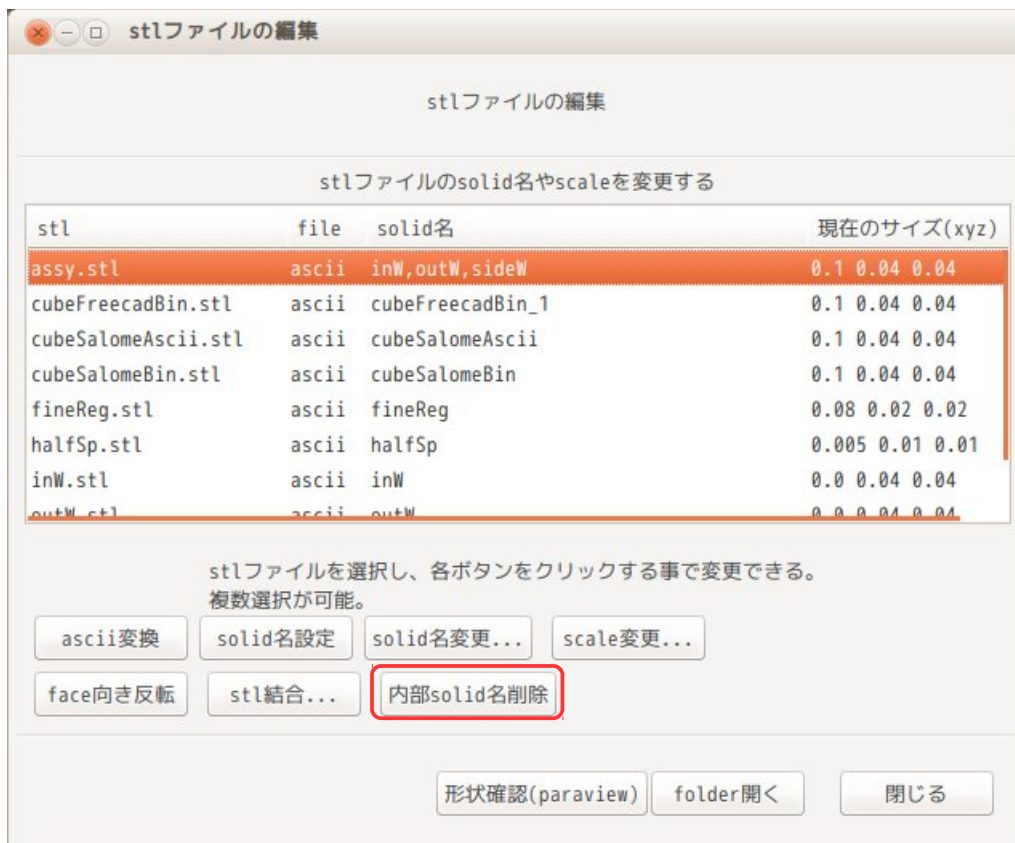 stlファイルの編集
stlファイルの編集
stlファイルのsolid名やscaleを変更する
stl file solid名 現在のサイズ(xyz)
assy.stl ascii inW,outW,sideW 0.1 0.04 0.04
cubeFreecadBin.stl ascii cubeFreecadBin_1 0.1 0.04 0.04
cubeSalomeAscii.stl ascii cubeSalomeAscii 0.1 0.04 0.04
cubeSalomeBin.stl ascii cubeSalomeBin 0.1 0.04 0.04
fineReg.stl ascii fineReg 0.08 0.02 0.02
halfSp.stl ascii halfSp 0.005 0.01 0.01
inW.stl ascii inW 0.0 0.04 0.04
outW.stl ascii outW 0.0 0.04 0.04
stlファイルを選択し、各ボタンをクリックする事で変更できる。
複数選択が可能。
ascii変換 solid名設定 solid名変更... scale変更...
face向き反転 stl結合... 内部solid名削除
形状確認(paraview) folder開く 閉じる